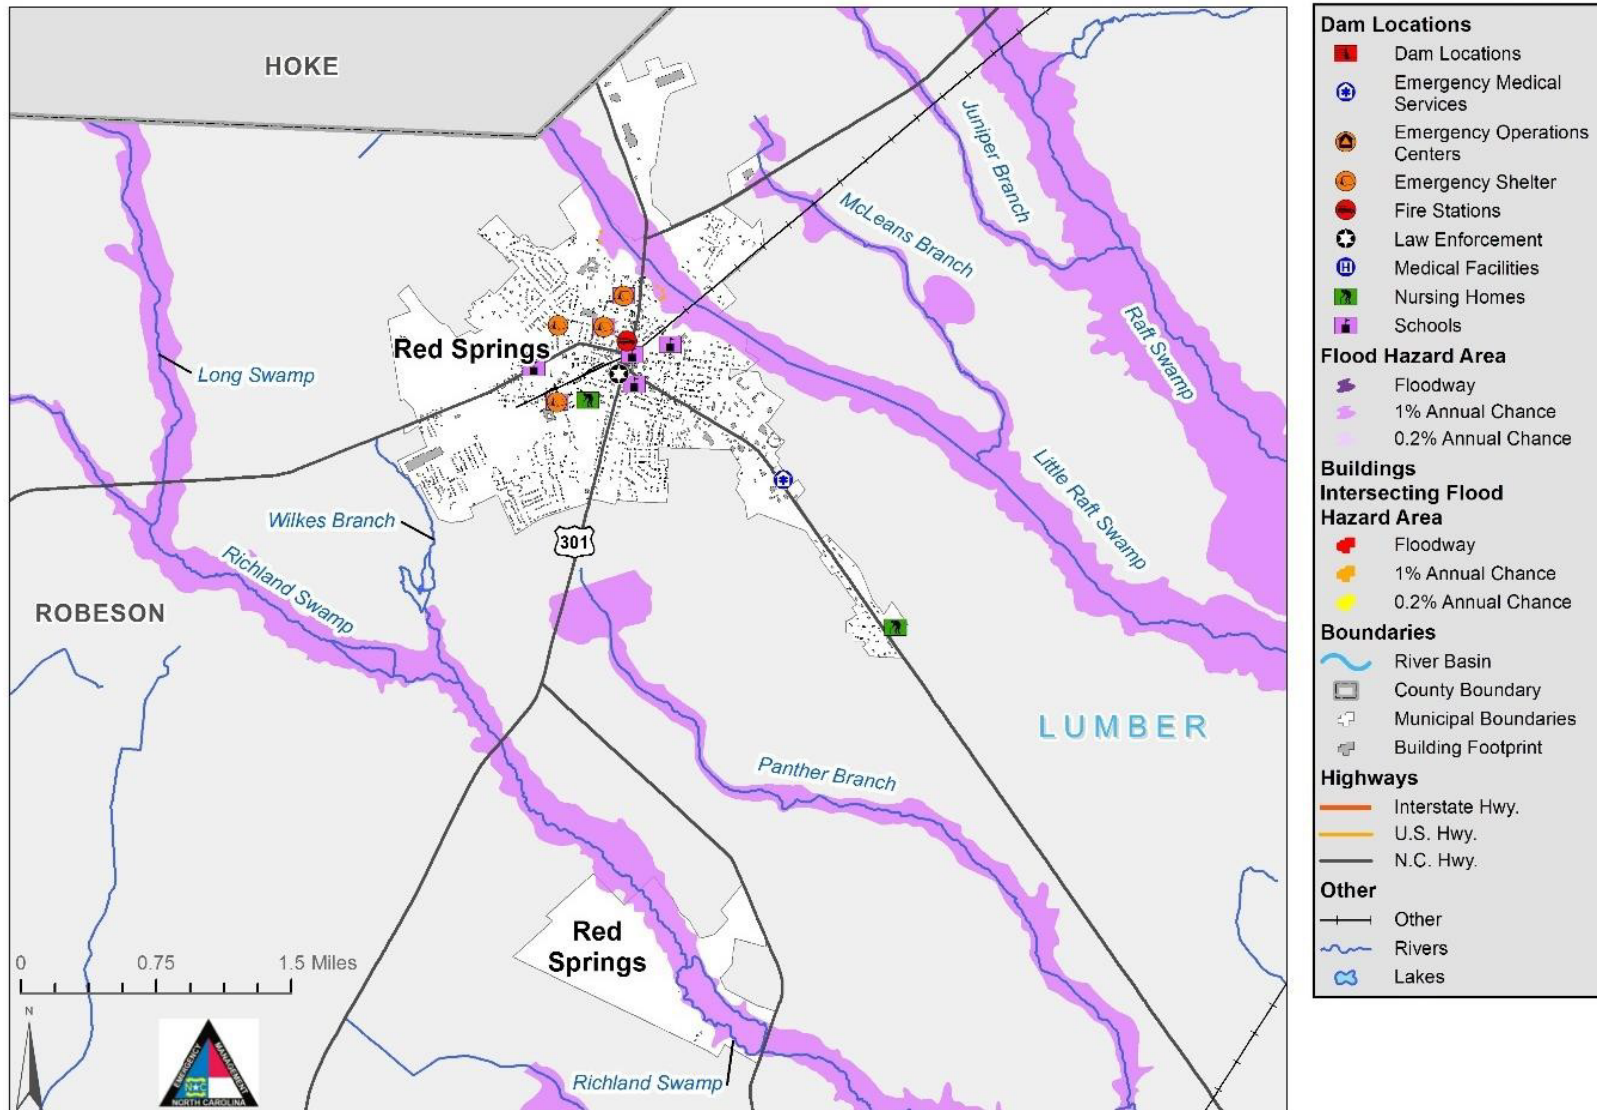 HOKE
Juniper Branch
McLeans Branch
Raft Swamp
Red Springs
Long Swamp
Little Raft Swamp
Wilkes Branch
301
Richland Swamp
ROBESON
LUMBER
Panther Branch
Red
Springs
0 0.75 1.5 Miles
N
EMERGENCY MANAGEMENT
N C
NORTH CAROLINA
Richland Swamp
Dam Locations
Dam Locations
Emergency Medical
Services
Emergency Operations
Centers
Emergency Shelter
Fire Stations
Law Enforcement
H Medical Facilities
Nursing Homes
Schools
Flood Hazard Area
Floodway
1% Annual Chance
0.2% Annual Chance
Buildings
Intersecting Flood
Hazard Area
Floodway
1% Annual Chance
0.2% Annual Chance
Boundaries
River Basin
County Boundary
Municipal Boundaries
Building Footprint
Highways
Interstate Hwy.
U.S. Hwy.
N.C. Hwy.
Other
Other
Rivers
Lakes